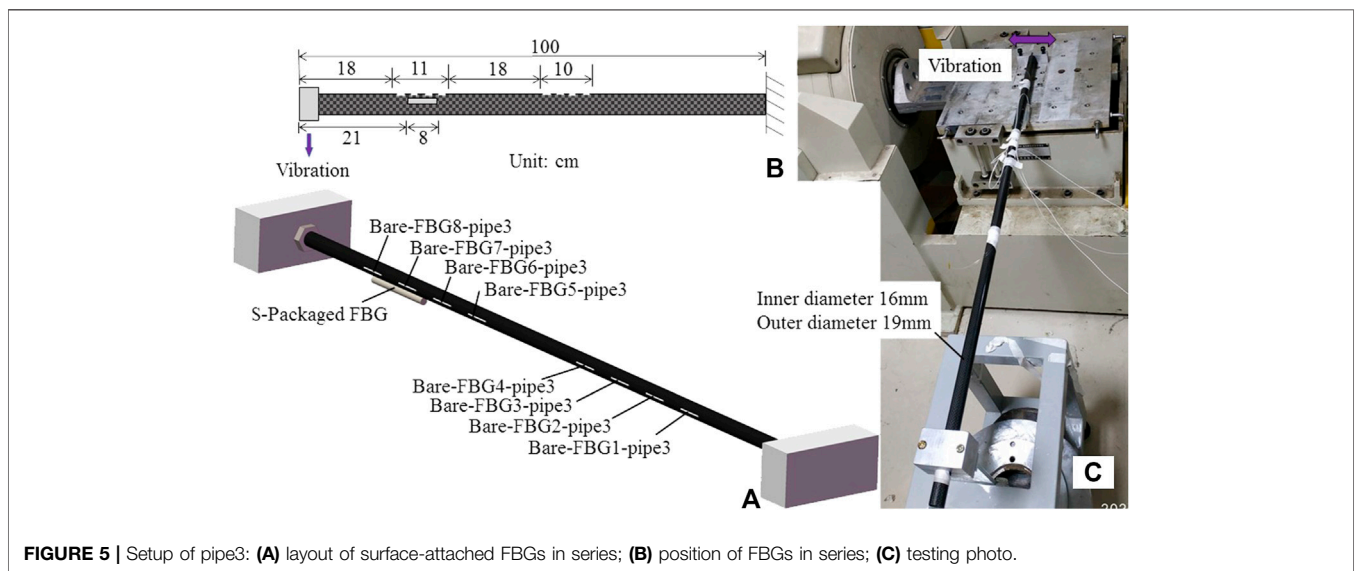 100
18 11 18 10
21 8
Unit: cm
Vibration
B
Vibration
Bare-FBG8-pipe3
Bare-FBG7-pipe3
Bare-FBG6-pipe3
Bare-FBG5-pipe3
S-Packaged FBG
Bare-FBG4-pipe3
Bare-FBG3-pipe3
Bare-FBG2-pipe3
Bare-FBG1-pipe3
A
Inner diameter 16mm
Outer diameter 19mm
C
FIGURE 5 | Setup of pipe3: (A) layout of surface-attached FBGs in series; (B) position of FBGs in series; (C) testing photo.